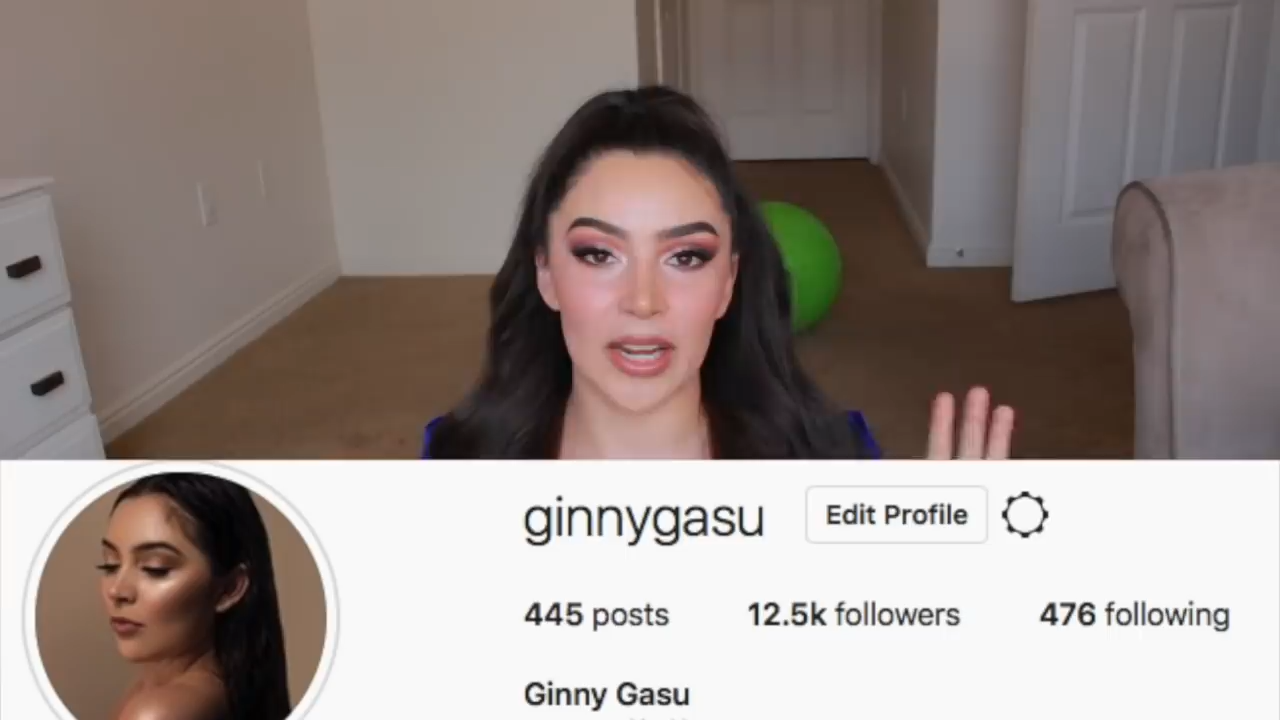 ginnygasu Edit Profile
445 posts 12.5k followers 476 following
Ginny Gasu